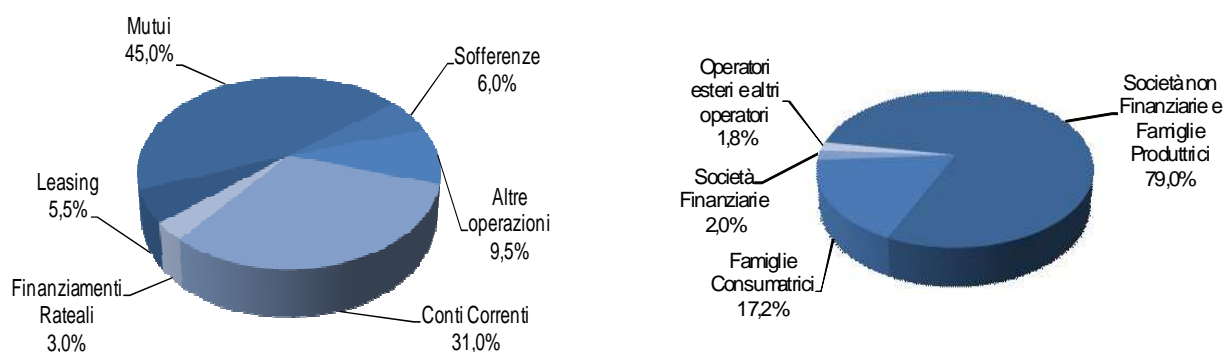 Mutui
45,0%
Sofferenze
6,0%
Leasing
5,5%
Altre
operazioni
9,5%
Finanziamenti
Rateali
3,0%
Conti Correnti
31,0%
Operatori
esteri e altri
operatori
1,8%
Società non
Finanziarie e
Famiglie
Produttrici
79,0%
Società
Finanziarie
2,0%
Famiglie
Consumatrici
17,2%